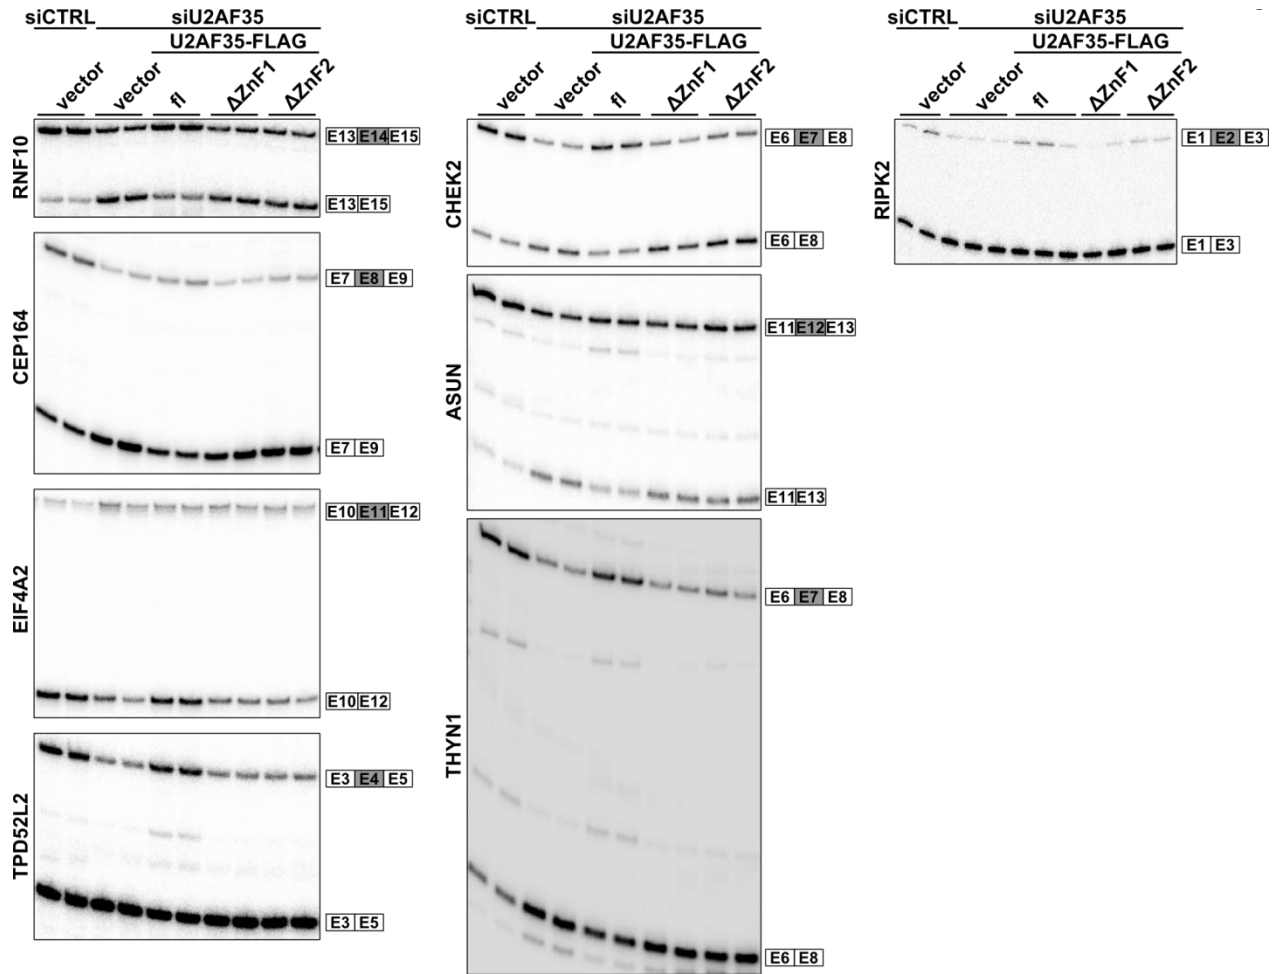 siCTRL siU2AF35
U2AF35-FLAG
vector vector fl ΔZnF1 ΔZnF2
RNF10
E13 E14 E15
E13 E15
CEP164
E7 E8 E9
E7 E9
EIF4A2
E10 E11 E12
E10 E12
TPD52L2
E3 E4 E5
E3 E5
siCTRL siU2AF35
U2AF35-FLAG
vector vector fl ΔZnF1 ΔZnF2
CHEK2
E6 E7 E8
E6 E8
ASUN
E11 E12 E13
E11 E13
THYN1
E6 E7 E8
E6 E8
siCTRL siU2AF35
U2AF35-FLAG
vector vector fl ΔZnF1 ΔZnF2
RIPK2
E1 E2 E3
E1 E3